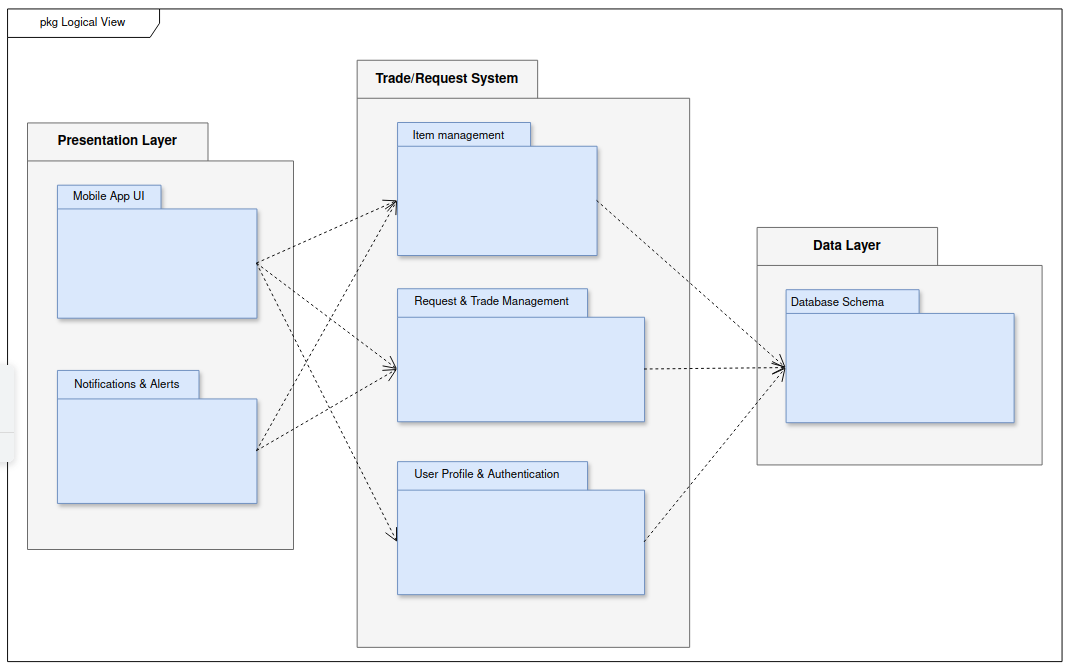 pkg Logical View
Presentation Layer
Mobile App UI
Notifications & Alerts
Trade/Request System
Item management
Request & Trade Management
User Profile & Authentication
Data Layer
Database Schema